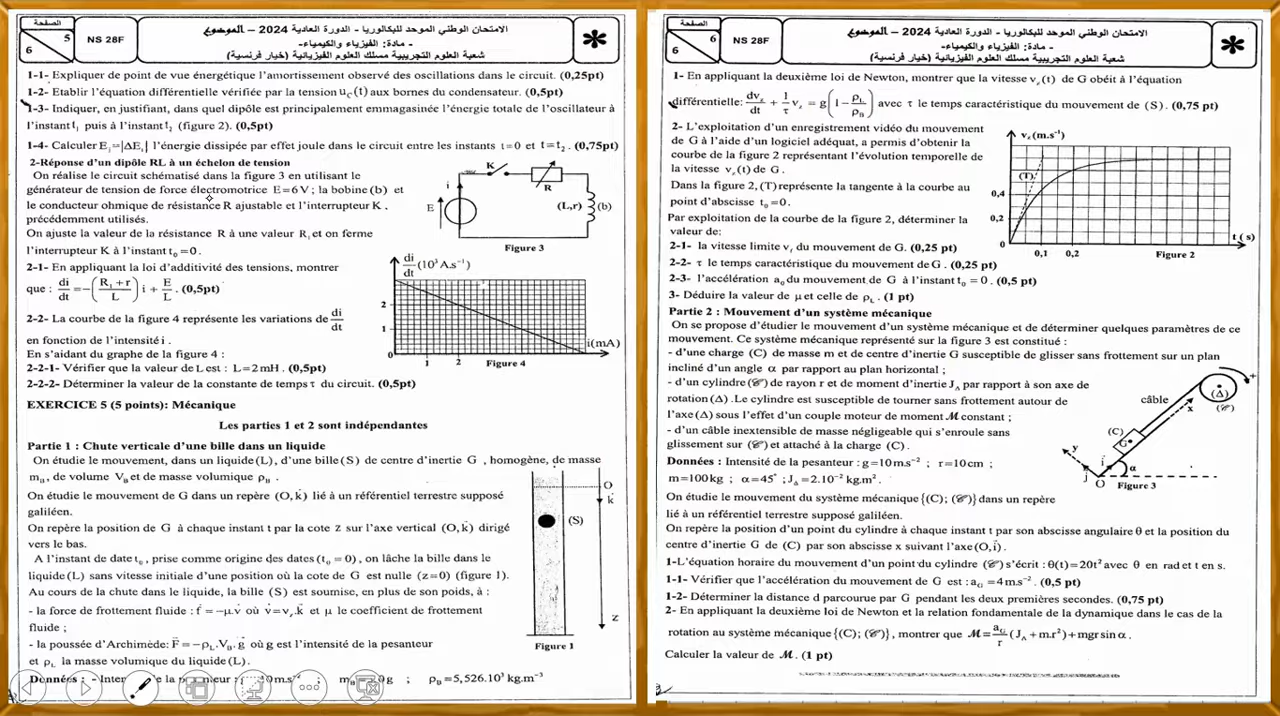 الصفحة
5
6
NS 28F
الامتحان الوطني الموحد للبكالوريا - الدورة العادية 2024 – الموضوع
- مادة: الفيزياء والكيمياء-
شعبة العلوم التجريبية مسلك العلوم الفيزيائية (خيار فرنسية)
*
1-1- Expliquer de point de vue énergétique l'amortissement observé des oscillations dans le circuit. (0,25pt)
1-2- Etablir l'équation différentielle vérifiée par la tension u_C(t) aux bornes du condensateur. (0,5pt)
1-3- Indiquer, en justifiant, dans quel dipôle est principalement emmagasinée l'énergie totale de l'oscillateur à
l'instant t₁ puis à l'instant t₂ (figure 2). (0,5pt)
1-4- Calculer E_j=|ΔE_t| l'énergie dissipée par effet joule dans le circuit entre les instants t=0 et t=t₂. (0,75pt)
2-Réponse d'un dipôle RL à un échelon de tension
On réalise le circuit schématisé dans la figure 3 en utilisant le
générateur de tension de force électromotrice E=6V; la bobine (b) et
le conducteur ohmique de résistance R ajustable et l'interrupteur K,
précédemment utilisés.
On ajuste la valeur de la résistance R à une valeur R₁ et on ferme
l'interrupteur K à l'instant t₀=0.
K
i
R
E
(L,r)
(b)
Figure 3
2-1- En appliquant la loi d'additivité des tensions, montrer
que : di/dt=-((R₁+r)/L) i+E/L. (0,5pt)
2-2- La courbe de la figure 4 représente les variations de di/dt
en fonction de l'intensité i.
En s'aidant du graphe de la figure 4 :
2-2-1- Vérifier que la valeur de L est : L=2mH. (0,5pt)
2-2-2- Déterminer la valeur de la constante de temps τ du circuit. (0,5pt)
di/dt (10³A.s⁻¹)
2
1
0
1
2
Figure 4
i(mA)
EXERCICE 5 (5 points): Mécanique
Les parties 1 et 2 sont indépendantes
Partie 1 : Chute verticale d'une bille dans un liquide
On étudie le mouvement, dans un liquide(L), d'une bille(S) de centre d'inertie G, homogène, de masse
m_B, de volume V_B et de masse volumique ρ_B.
On étudie le mouvement de G dans un repère (O,k⃗) lié à un référentiel terrestre supposé
galiléen.
On repère la position de G à chaque instant t par la cote z sur l'axe vertical (O,k⃗) dirigé
vers le bas.
A l'instant de date t₀, prise comme origine des dates (t₀=0), on lâche la bille dans le
liquide(L) sans vitesse initiale d'une position où la cote de G est nulle (z=0) (figure 1).
Au cours de la chute dans le liquide, la bille (S) est soumise, en plus de son poids, à :
- la force de frottement fluide : f⃗=-μ.v⃗ où v⃗=v_z.k⃗ et μ le coefficient de frottement
fluide ;
- la poussée d'Archimède: F⃗=-ρ_L.V_B.g⃗ où g est l'intensité de la pesanteur
et ρ_L la masse volumique du liquide(L).
O
k⃗
(S)
z
Figure 1
Données : ; ; ρ_B=5,526.10³ kg.m⁻³
الصفحة
6
6
NS 28F
الامتحان الوطني الموحد للبكالوريا - الدورة العادية 2024 – الموضوع
- مادة: الفيزياء والكيمياء-
شعبة العلوم التجريبية مسلك العلوم الفيزيائية (خيار فرنسية)
*
1- En appliquant la deuxième loi de Newton, montrer que la vitesse v_z(t) de G obéit à l'équation
différentielle: dv_z/dt + (1/τ)v_z = g(1-ρ_L/ρ_B) avec τ le temps caractéristique du mouvement de (S). (0,75 pt)
2- L'exploitation d'un enregistrement vidéo du mouvement
de G à l'aide d'un logiciel adéquat, a permis d'obtenir la
courbe de la figure 2 représentant l'évolution temporelle de
la vitesse v_z(t) de G.
Dans la figure 2, (T) représente la tangente à la courbe au
point d'abscisse t₀=0.
Par exploitation de la courbe de la figure 2, déterminer la
valeur de:
2-1- la vitesse limite v_ℓ du mouvement de G. (0,25 pt)
2-2- τ le temps caractéristique du mouvement de G. (0,25 pt)
2-3- l'accélération a₀ du mouvement de G à l'instant t₀=0. (0,5 pt)
3- Déduire la valeur de μ et celle de ρ_L. (1 pt)
v_z(m.s⁻¹)
(T)
0,4
0,2
0
0,1
0,2
t(s)
Figure 2
Partie 2 : Mouvement d'un système mécanique
On se propose d'étudier le mouvement d'un système mécanique et de déterminer quelques paramètres de ce
mouvement. Ce système mécanique représenté sur la figure 3 est constitué :
- d'une charge (C) de masse m et de centre d'inertie G susceptible de glisser sans frottement sur un plan
incliné d'un angle α par rapport au plan horizontal ;
- d'un cylindre(𝒞) de rayon r et de moment d'inertie J_Δ par rapport à son axe de
rotation (Δ). Le cylindre est susceptible de tourner sans frottement autour de
l'axe (Δ) sous l'effet d'un couple moteur de moment ℳ constant ;
- d'un câble inextensible de masse négligeable qui s'enroule sans
glissement sur (𝒞) et attaché à la charge (C).
Données : Intensité de la pesanteur : g=10m.s⁻² ; r=10cm ;
m=100kg ; α=45° ; J_Δ=2.10⁻² kg.m².
+
(Δ)
(𝒞)
câble
x
(C)
G
y
i⃗
j⃗
α
O
Figure 3
On étudie le mouvement du système mécanique {(C); (𝒞)} dans un repère
lié à un référentiel terrestre supposé galiléen.
On repère la position d'un point du cylindre à chaque instant t par son abscisse angulaire θ et la position du
centre d'inertie G de (C) par son abscisse x suivant l'axe(O,i⃗).
1-L'équation horaire du mouvement d'un point du cylindre (𝒞) s'écrit : θ(t)=20t² avec θ en rad et t en s.
1-1- Vérifier que l'accélération du mouvement de G est : a_G=4m.s⁻². (0,5 pt)
1-2- Déterminer la distance d parcourue par G pendant les deux premières secondes. (0,75 pt)
2- En appliquant la deuxième loi de Newton et la relation fondamentale de la dynamique dans le cas de la
rotation au système mécanique {(C); (𝒞)}, montrer que ℳ=(a_G/r)(J_Δ+m.r²)+mgr sin α.
Calculer la valeur de ℳ. (1 pt)